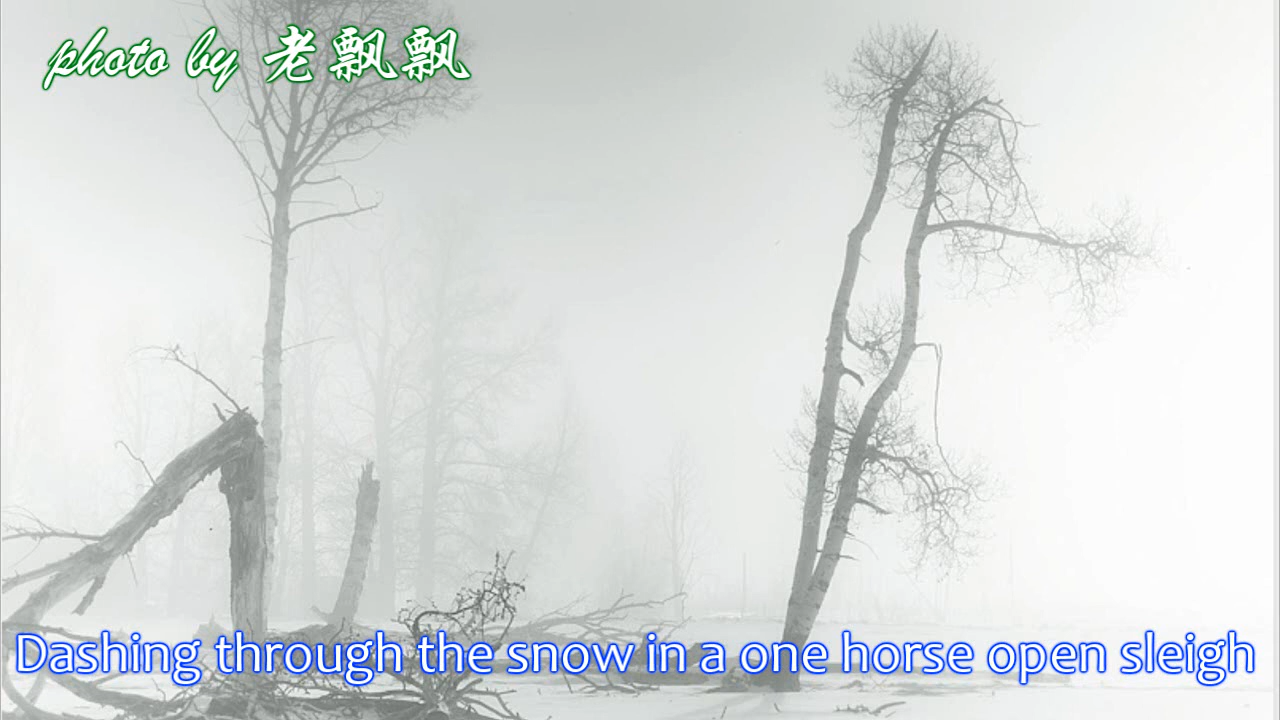 photo by 老飘飘
Dashing through the snow in a one horse open sleigh